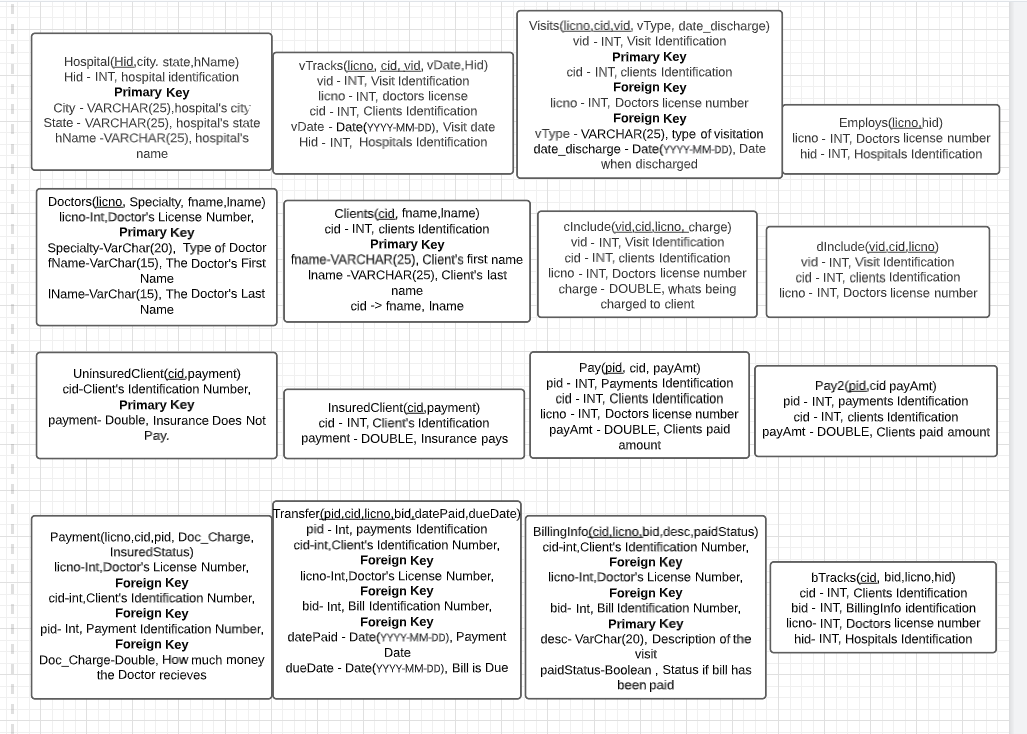 Hospital(Hid,city. state,hName)
Hid - INT, hospital identification
Primary Key
City - VARCHAR(25),hospital's city
State - VARCHAR(25), hospital's state
hName -VARCHAR(25), hospital's
name
vTracks(licno, cid, vid, vDate,Hid)
vid - INT, Visit Identification
licno - INT, doctors license
cid - INT, Clients Identification
vDate - Date(YYYY-MM-DD), Visit date
Hid - INT,  Hospitals Identification
Visits(licno,cid,vid, vType, date_discharge)
vid - INT, Visit Identification
Primary Key
cid - INT, clients Identification
Foreign Key
licno - INT, Doctors license number
Foreign Key
vType - VARCHAR(25), type of visitation
date_discharge - Date(YYYY-MM-DD), Date
when discharged
Employs(licno,hid)
licno - INT, Doctors license number
hid - INT, Hospitals Identification
Doctors(licno, Specialty, fname,lname)
licno-Int,Doctor's License Number,
Primary Key
Specialty-VarChar(20),  Type of Doctor
fName-VarChar(15), The Doctor's First
Name
lName-VarChar(15), The Doctor's Last
Name
Clients(cid, fname,lname)
cid - INT, clients Identification
Primary Key
fname-VARCHAR(25), Client's first name
lname -VARCHAR(25), Client's last
name
cid -> fname, lname
cInclude(vid,cid,licno, charge)
vid - INT, Visit Identification
cid - INT, clients Identification
licno - INT, Doctors license number
charge - DOUBLE, whats being
charged to client
dInclude(vid,cid,licno)
vid - INT, Visit Identification
cid - INT, clients Identification
licno - INT, Doctors license number
UninsuredClient(cid,payment)
cid-Client's Identification Number,
Primary Key
payment- Double, Insurance Does Not
Pay.
InsuredClient(cid,payment)
cid - INT, Client's Identification
payment - DOUBLE, Insurance pays
Pay(pid, cid, payAmt)
pid - INT, Payments Identification
cid - INT, Clients Identification
licno - INT, Doctors license number
payAmt - DOUBLE, Clients paid
amount
Pay2(pid,cid payAmt)
pid - INT, payments Identification
cid - INT, clients Identification
payAmt - DOUBLE, Clients paid amount
Payment(licno,cid,pid, Doc_Charge,
InsuredStatus)
licno-Int,Doctor's License Number,
Foreign Key
cid-int,Client's Identification Number,
Foreign Key
pid- Int, Payment Identification Number,
Foreign Key
Doc_Charge-Double, How much money
the Doctor recieves
Transfer(pid,cid,licno,bid,datePaid,dueDate)
pid - Int, payments Identification
cid-int,Client's Identification Number,
Foreign Key
licno-Int,Doctor's License Number,
Foreign Key
bid- Int, Bill Identification Number,
Foreign Key
datePaid - Date(YYYY-MM-DD), Payment
Date
dueDate - Date(YYYY-MM-DD), Bill is Due
BillingInfo(cid,licno,bid,desc,paidStatus)
cid-int,Client's Identification Number,
Foreign Key
licno-Int,Doctor's License Number,
Foreign Key
bid- Int, Bill Identification Number,
Primary Key
desc- VarChar(20), Description of the
visit
paidStatus-Boolean , Status if bill has
been paid
bTracks(cid, bid,licno,hid)
cid - INT, Clients Identification
bid - INT, BillingInfo identification
licno- INT, Doctors license number
hid- INT, Hospitals Identification